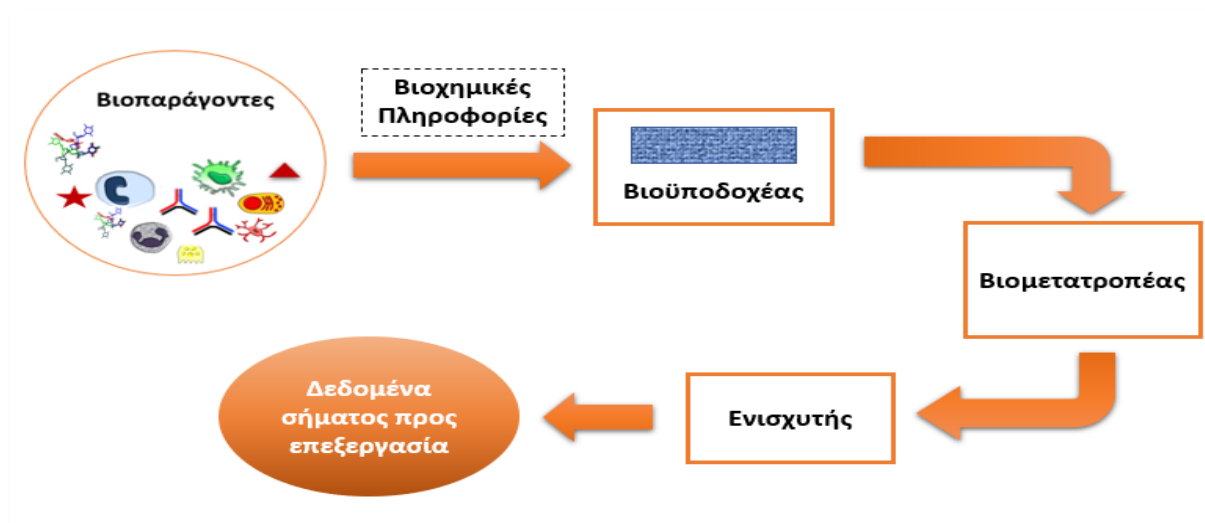 Βιοπαράγοντες
Βιοχημικές
Πληροφορίες
Βιοϋποδοχέας
Βιομετατροπέας
Ενισχυτής
Δεδομένα
σήματος προς
επεξεργασία